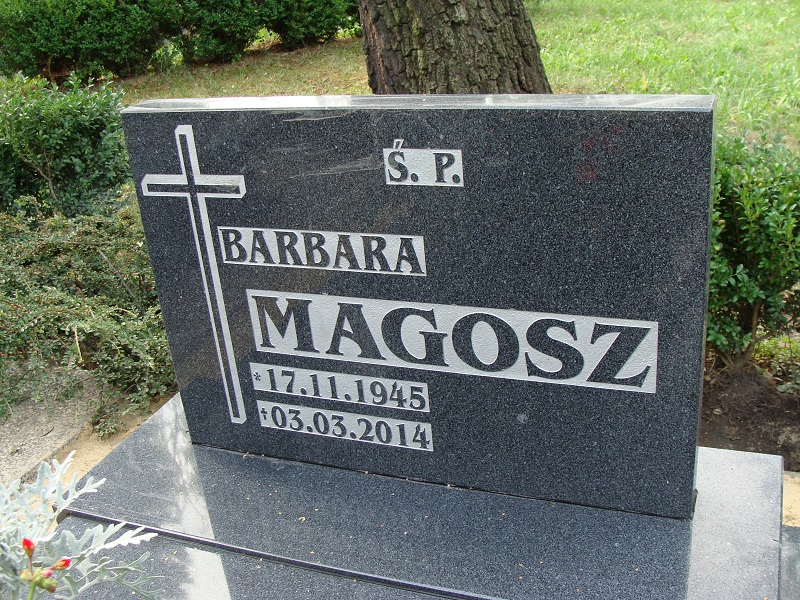 Ś. P.
BARBARA
MAGOSZ
* 17.11.1945
† 03.03.2014